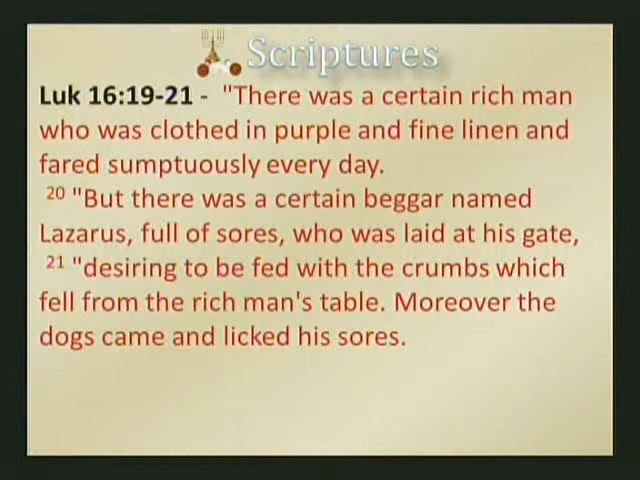 Scriptures
Luk 16:19-21 - "There was a certain rich man
who was clothed in purple and fine linen and
fared sumptuously every day.
20 "But there was a certain beggar named
Lazarus, full of sores, who was laid at his gate,
21 "desiring to be fed with the crumbs which
fell from the rich man's table. Moreover the
dogs came and licked his sores.